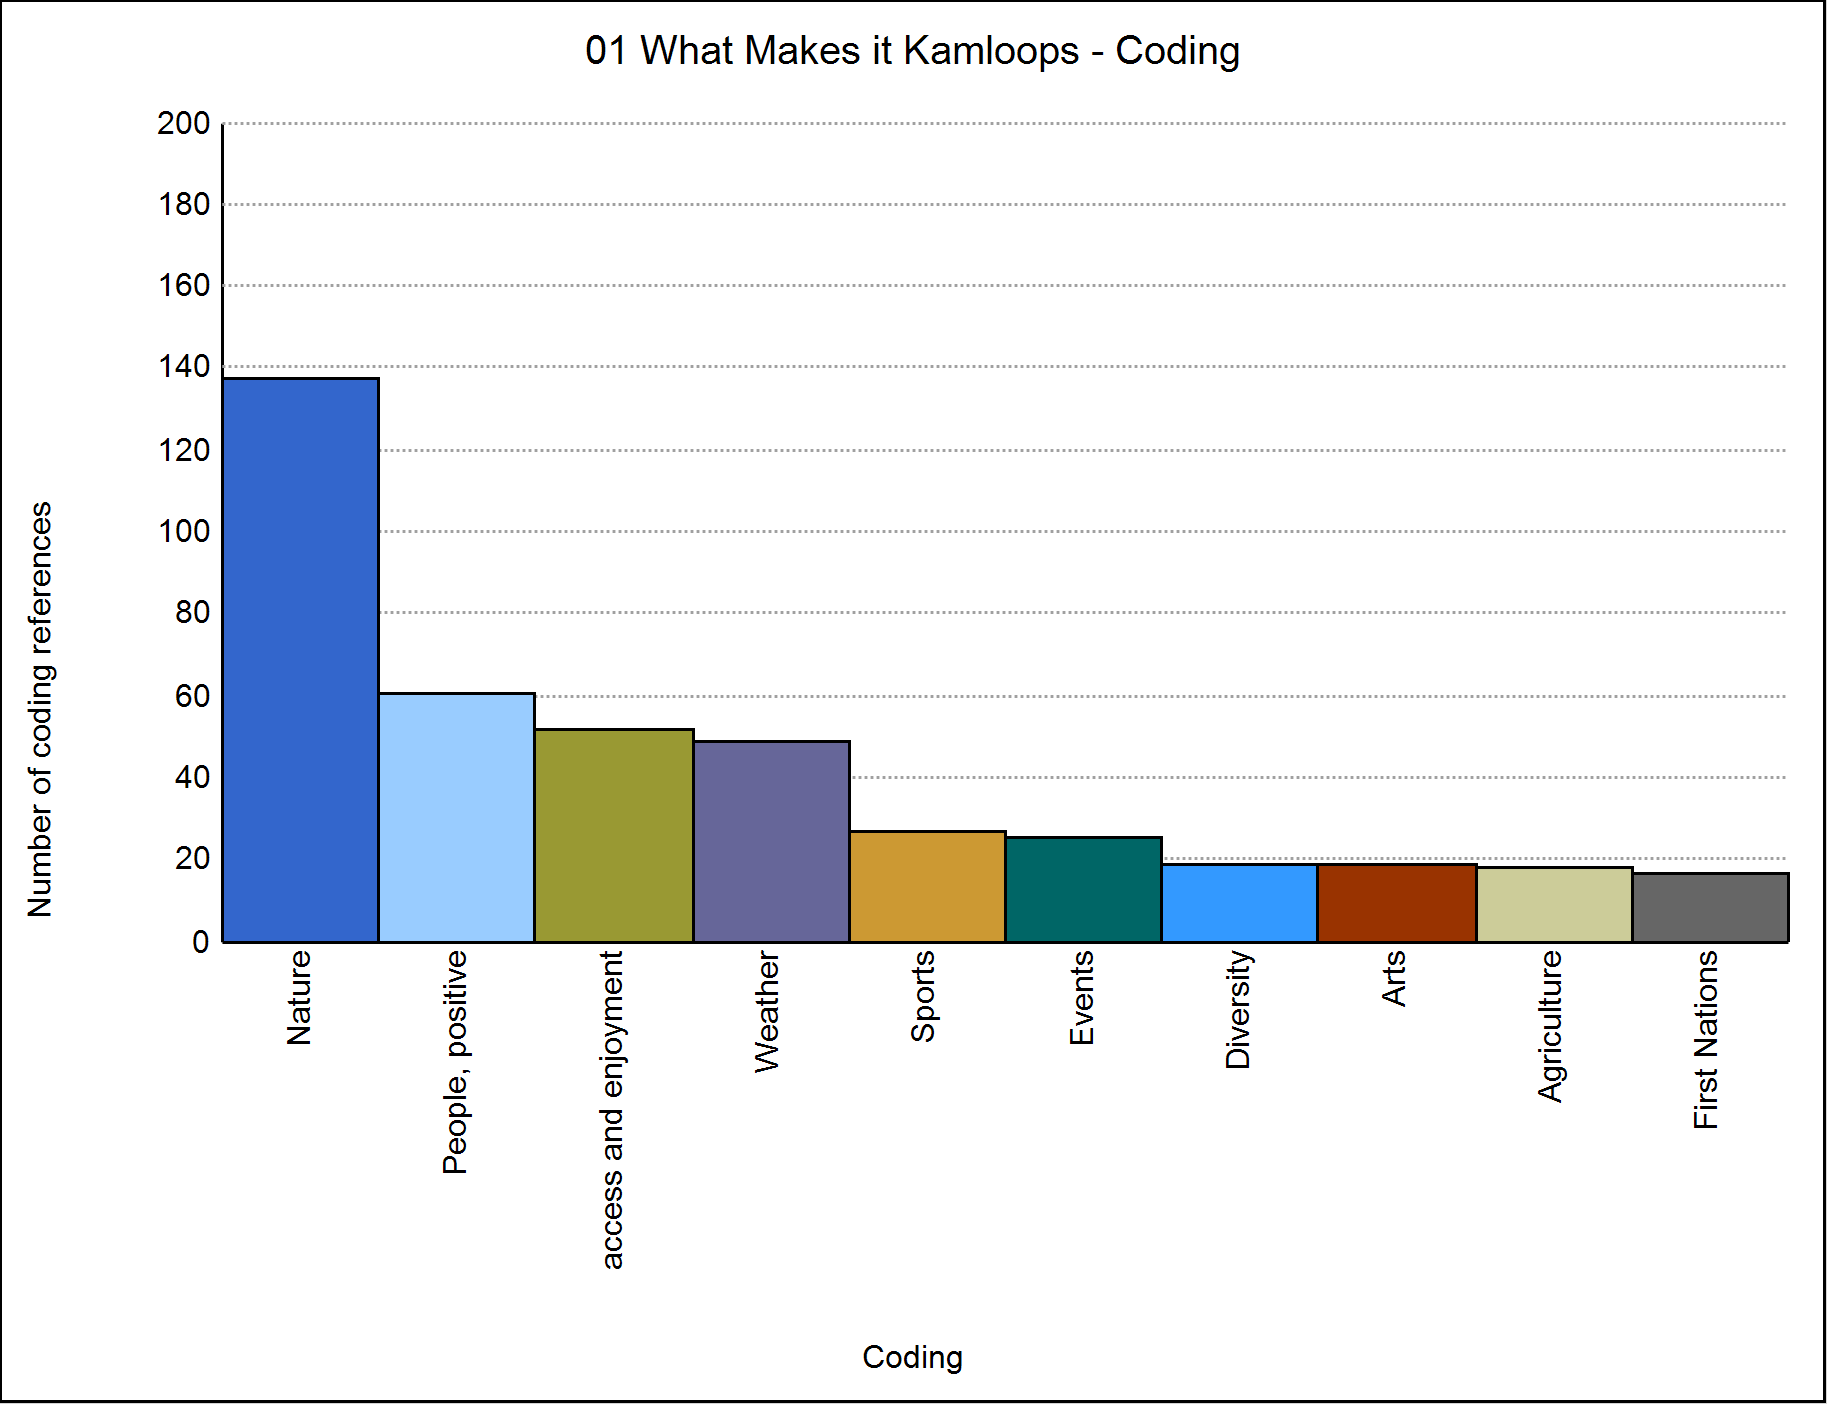 01 What Makes it Kamloops - Coding
Number of coding references
200
180
160
140
120
100
80
60
40
20
0
Nature
People, positive
access and enjoyment
Weather
Sports
Events
Diversity
Arts
Agriculture
First Nations
Coding